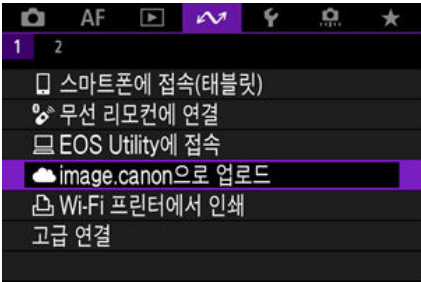 AF
1 2
스마트폰에 접속(태블릿)
무선 리모컨에 연결
EOS Utility에 접속
image.canon으로 업로드
Wi-Fi 프린터에서 인쇄
고급 연결